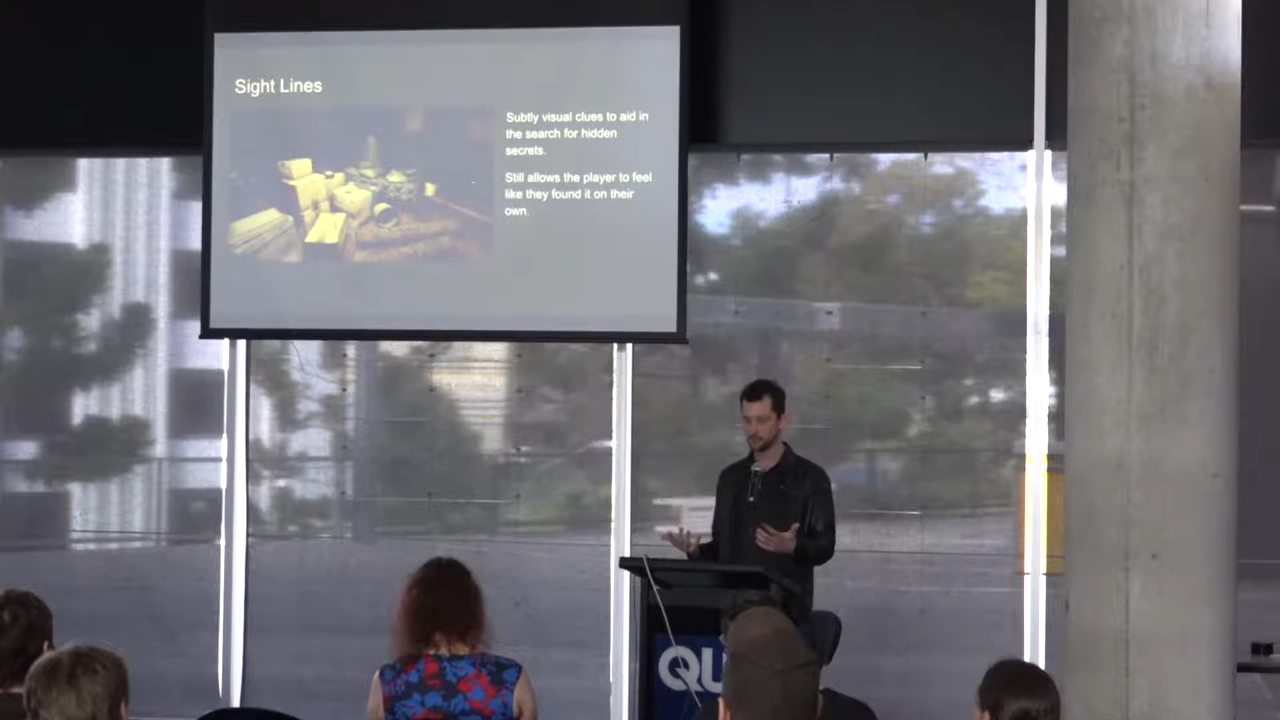 Sight Lines
Subtly visual clues to aid in
the search for hidden
secrets.
Still allows the player to feel
like they found it on their
own.
QU